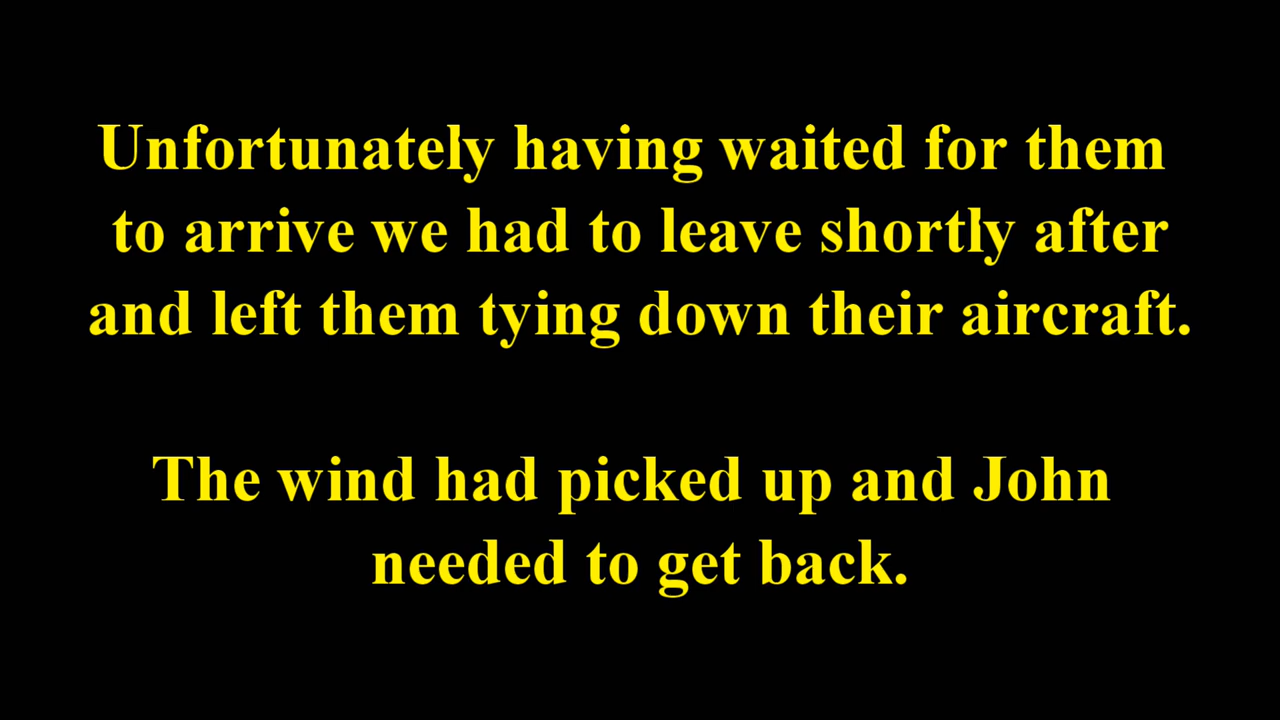 Unfortunately having waited for them
to arrive we had to leave shortly after
and left them tying down their aircraft.
The wind had picked up and John
needed to get back.